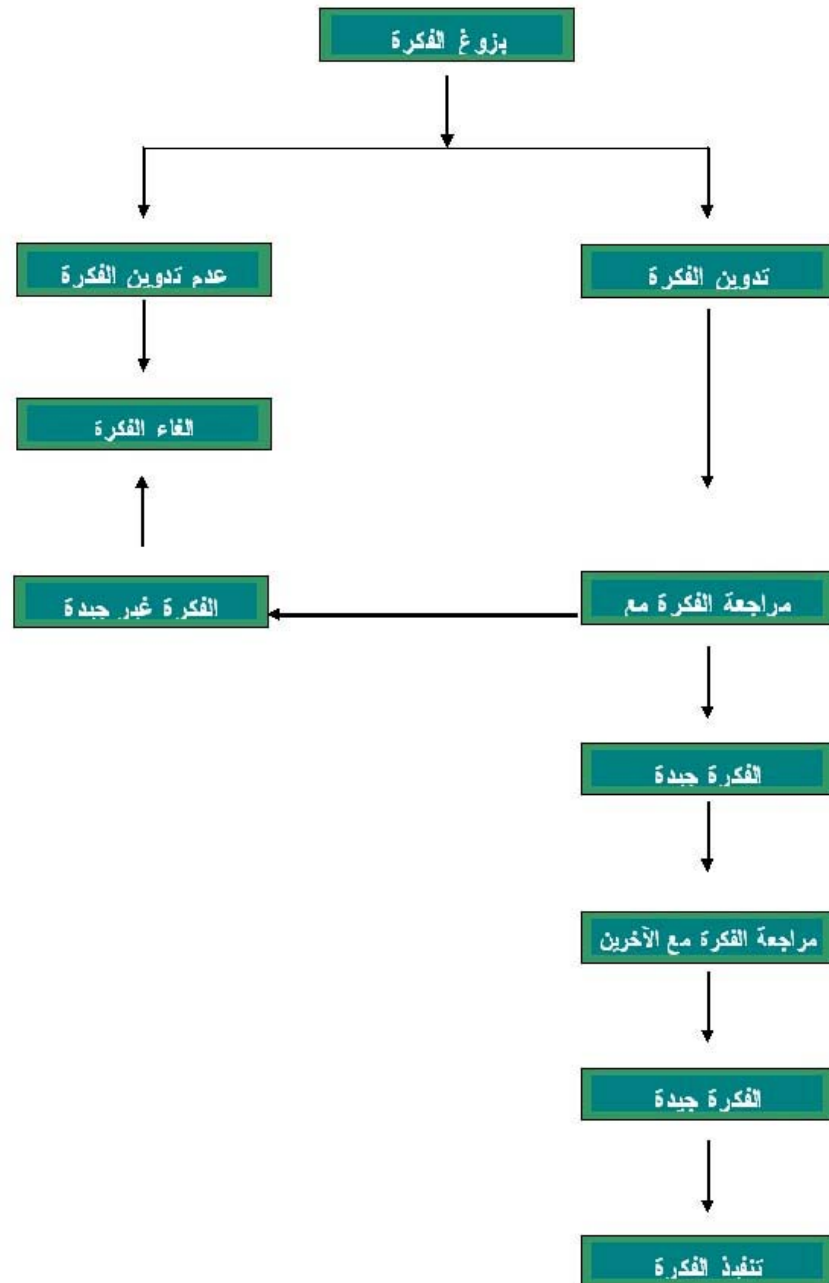 بزوغ الفكرة
تدوين الفكرة
عدم تدوين الفكرة
الغاء الفكرة
مراجعة الفكرة مع
الفكرة غير جيدة
الفكرة جيدة
مراجعة الفكرة مع الآخرين
الفكرة جيدة
تنفيذ الفكرة